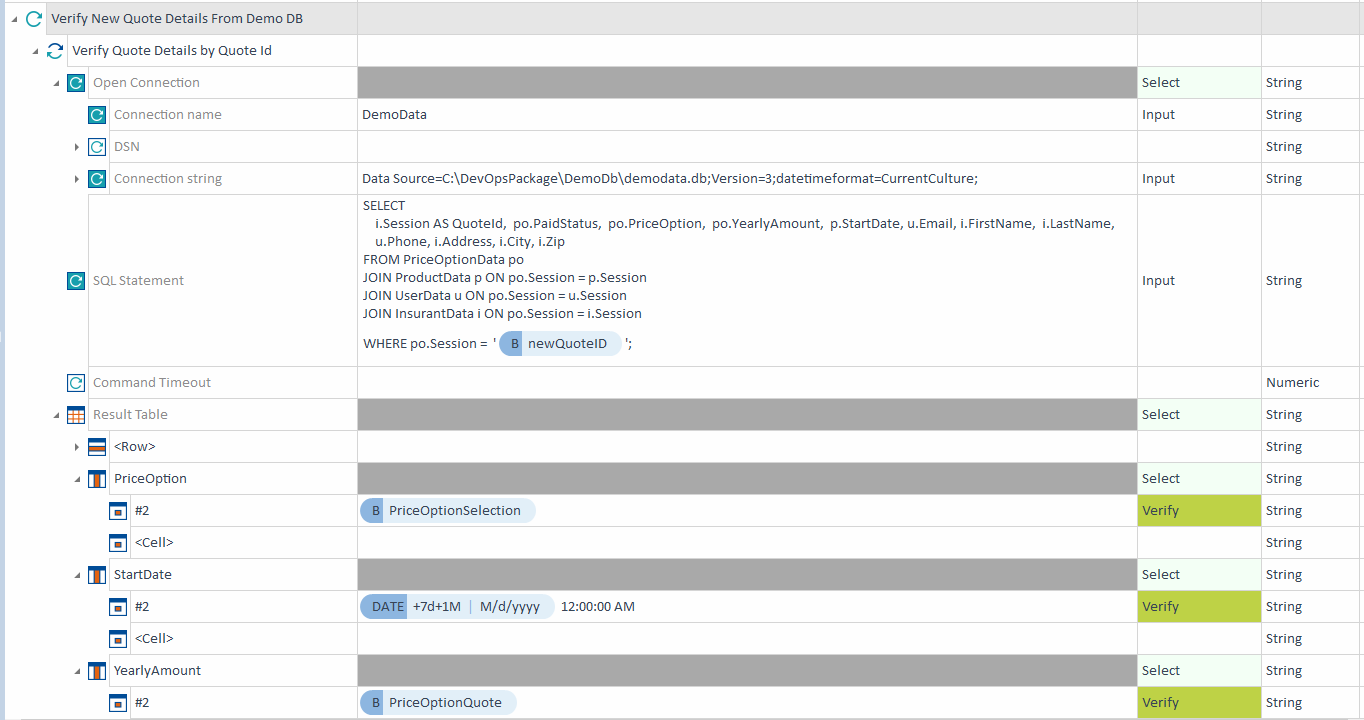 Verify New Quote Details From Demo DB
Verify Quote Details by Quote Id
Open Connection Select String
Connection name DemoData Input String
DSN String
Connection string Data Source=C:\DevOpsPackage\DemoDb\demodata.db;Version=3;datetimeformat=CurrentCulture; Input String
SELECT
i.Session AS QuoteId, po.PaidStatus, po.PriceOption, po.YearlyAmount, p.StartDate, u.Email, i.FirstName, i.LastName,
u.Phone, i.Address, i.City, i.Zip
FROM PriceOptionData po
JOIN ProductData p ON po.Session = p.Session
SQL Statement Input String
JOIN UserData u ON po.Session = u.Session
JOIN InsurantData i ON po.Session = i.Session
WHERE po.Session = ' B newQuoteID ';
Command Timeout Numeric
Result Table Select String
<Row> String
PriceOption Select String
#2 B PriceOptionSelection Verify String
<Cell> String
StartDate Select String
#2 DATE +7d+1M | M/d/yyyy 12:00:00 AM Verify String
<Cell> String
YearlyAmount Select String
#2 B PriceOptionQuote Verify String